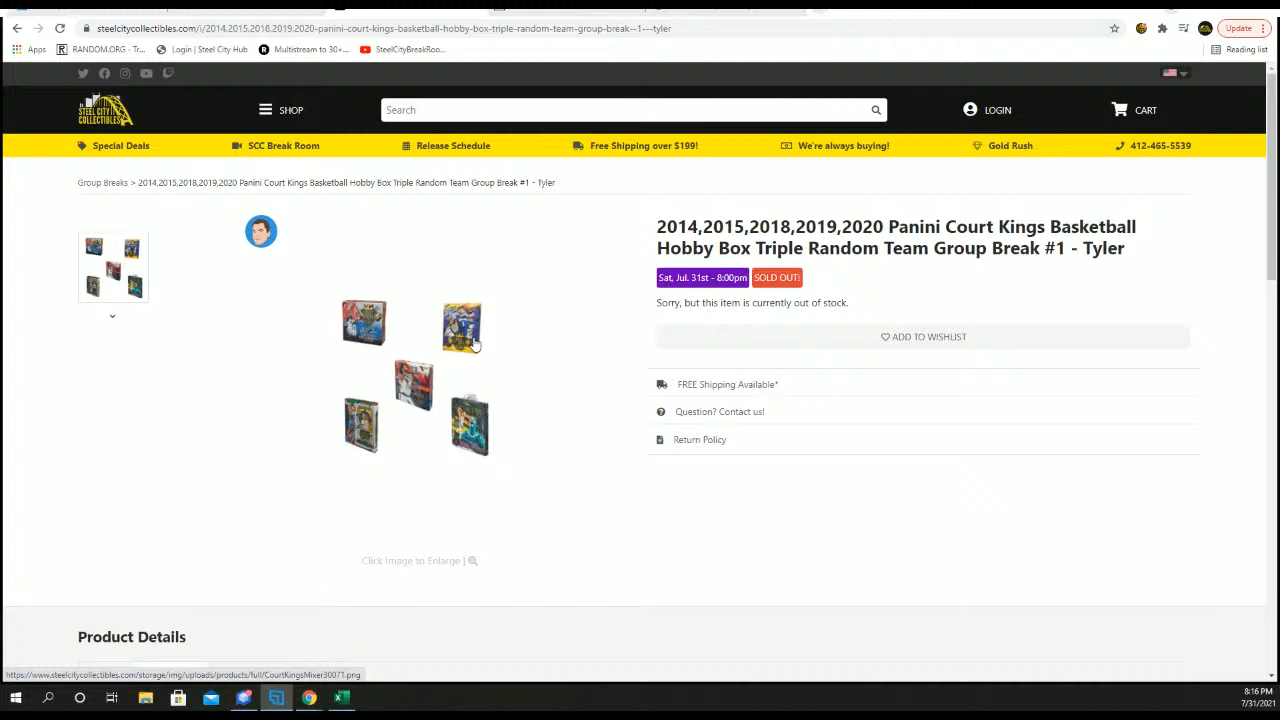 steelcitycollectibles.com/i/2014,2015,2018,2019,2020-panini-court-kings-basketball-hobby-box-triple-random-team-group-break--1---tyler
Update
Apps
RANDOM.ORG - Tr...
Login | Steel City Hub
Multistream to 30+...
SteelCityBreakRoo...
Reading list
STEEL CITY
COLLECTIBLES
SHOP
Search
LOGIN
CART
Special Deals
SCC Break Room
Release Schedule
Free Shipping over $199!
We're always buying!
Gold Rush
412-465-5539
Group Breaks > 2014,2015,2018,2019,2020 Panini Court Kings Basketball Hobby Box Triple Random Team Group Break #1 - Tyler
2014,2015,2018,2019,2020 Panini Court Kings Basketball
Hobby Box Triple Random Team Group Break #1 - Tyler
Sat, Jul. 31st - 8:00pm
SOLD OUT!
Sorry, but this item is currently out of stock.
ADD TO WISHLIST
FREE Shipping Available*
Question? Contact us!
Return Policy
Click Image to Enlarge |
Product Details
https://www.steelcitycollectibles.com/storage/img/uploads/products/full/CourtKingsMixer30071.png
8:16 PM
7/31/2021